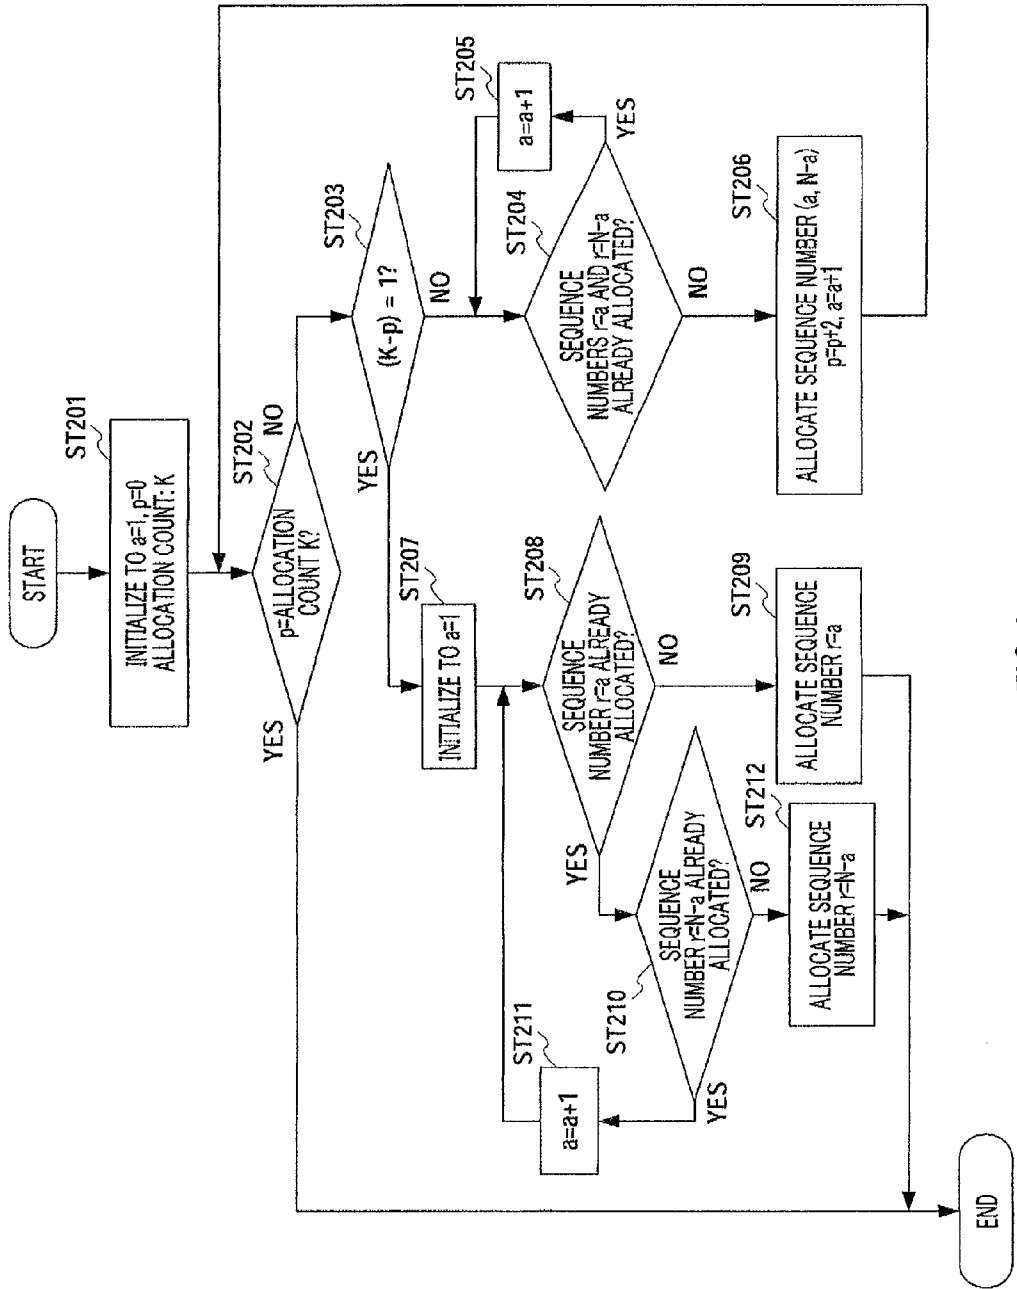 START
ST201
INITIALIZE TO a=1, p=0
ALLOCATION COUNT: K
ST202
p=ALLOCATION
COUNT K?
YES
NO
ST203
(K-p) = 1?
YES
NO
ST205
a=a+1
ST204
SEQUENCE
NUMBERS r=a AND r=N-a
ALREADY ALLOCATED?
YES
NO
ST206
ALLOCATE SEQUENCE NUMBER (a, N-a)
p=p+2, a=a+1
ST207
INITIALIZE TO a=1
ST208
SEQUENCE
NUMBER r=a ALREADY
ALLOCATED?
YES
NO
ST209
ALLOCATE SEQUENCE
NUMBER r=a
ST210
SEQUENCE
NUMBER r=N-a ALREADY
ALLOCATED?
YES
NO
ST211
a=a+1
ST212
ALLOCATE SEQUENCE
NUMBER r=N-a
END